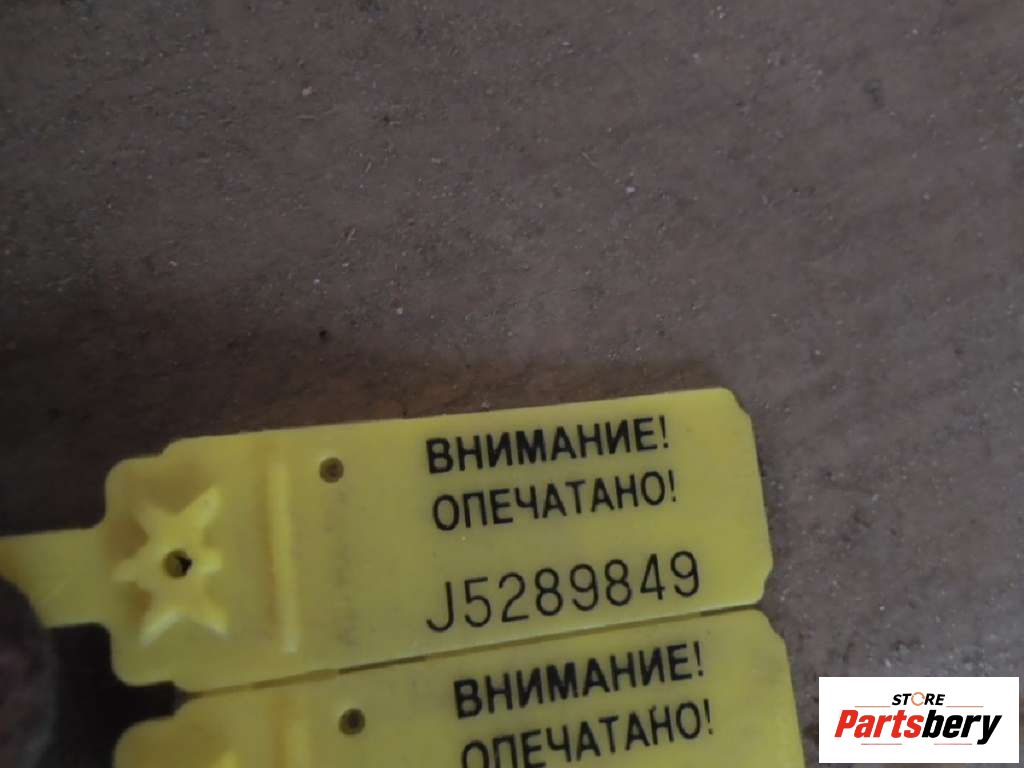 ВНИМАНИЕ!
ОПЕЧАТАНО!
J5289849
ВНИМАНИЕ!
ОПЕЧАТАНО!
STORE
Partsbery